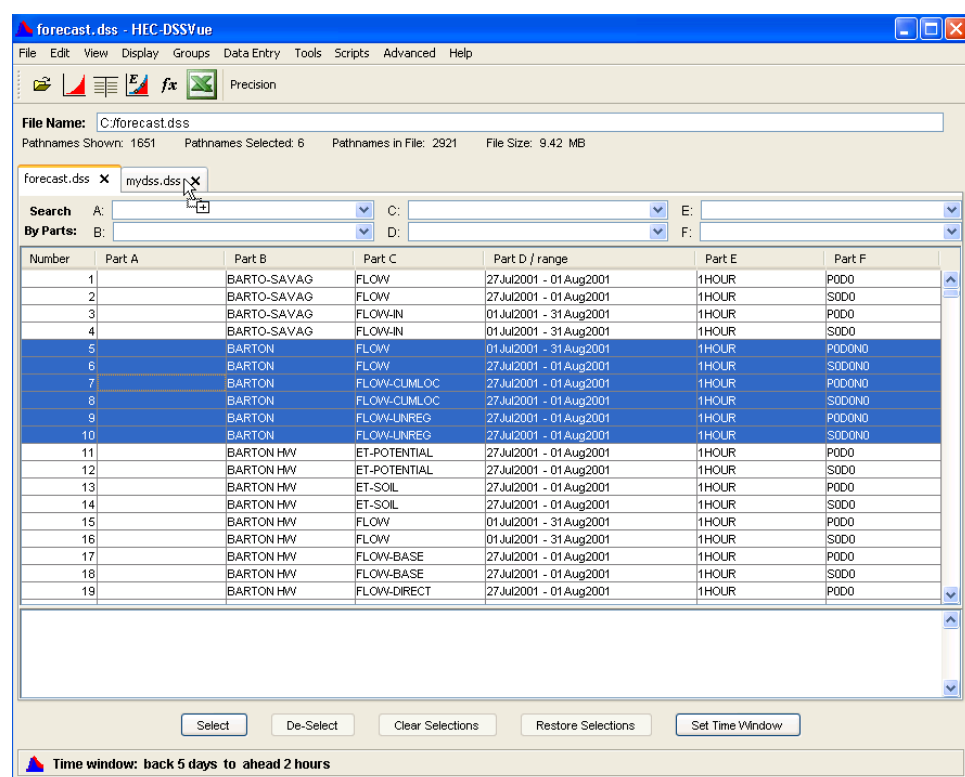 forecast.dss - HEC-DSSVue
File Edit View Display Groups Data Entry Tools Scripts Advanced Help
E fx Precision
File Name: C:/forecast.dss
Pathnames Shown: 1651 Pathnames Selected: 6 Pathnames in File: 2921 File Size: 9.42 MB
forecast.dss mydss.dss
Search A: C: E:
By Parts: B: D: F:
Number Part A Part B Part C Part D / range Part E Part F
1 BARTO-SAVAG FLOW 27Jul2001 - 01Aug2001 1HOUR P0D0
2 BARTO-SAVAG FLOW 27Jul2001 - 01Aug2001 1HOUR S0D0
3 BARTO-SAVAG FLOW-IN 01Jul2001 - 31Aug2001 1HOUR P0D0
4 BARTO-SAVAG FLOW-IN 01Jul2001 - 31Aug2001 1HOUR S0D0
5 BARTON FLOW 01Jul2001 - 31Aug2001 1HOUR P0D0N0
6 BARTON FLOW 27Jul2001 - 01Aug2001 1HOUR S0D0N0
7 BARTON FLOW-CUMLOC 27Jul2001 - 01Aug2001 1HOUR P0D0N0
8 BARTON FLOW-CUMLOC 27Jul2001 - 01Aug2001 1HOUR S0D0N0
9 BARTON FLOW-UNREG 27Jul2001 - 01Aug2001 1HOUR P0D0N0
10 BARTON FLOW-UNREG 27Jul2001 - 01Aug2001 1HOUR S0D0N0
11 BARTON HW ET-POTENTIAL 27Jul2001 - 01Aug2001 1HOUR P0D0
12 BARTON HW ET-POTENTIAL 27Jul2001 - 01Aug2001 1HOUR S0D0
13 BARTON HW ET-SOIL 27Jul2001 - 01Aug2001 1HOUR P0D0
14 BARTON HW ET-SOIL 27Jul2001 - 01Aug2001 1HOUR S0D0
15 BARTON HW FLOW 01Jul2001 - 31Aug2001 1HOUR P0D0
16 BARTON HW FLOW 01Jul2001 - 31Aug2001 1HOUR S0D0
17 BARTON HW FLOW-BASE 27Jul2001 - 01Aug2001 1HOUR P0D0
18 BARTON HW FLOW-BASE 27Jul2001 - 01Aug2001 1HOUR S0D0
19 BARTON HW FLOW-DIRECT 27Jul2001 - 01Aug2001 1HOUR P0D0
Select De-Select Clear Selections Restore Selections Set Time Window
Time window: back 5 days to ahead 2 hours